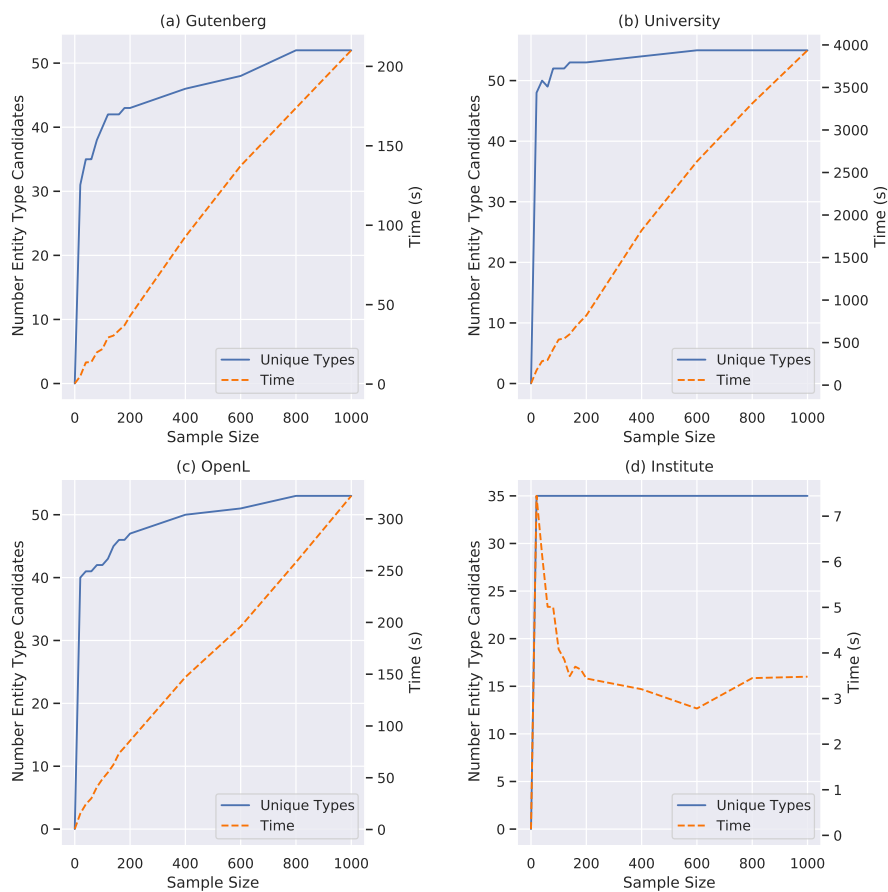 (a) Gutenberg
Number Entity Type Candidates
50
40
30
20
10
0
200
150
100
50
0
Time (s)
Unique Types
Time
0 200 400 600 800 1000
Sample Size
(b) University
Number Entity Type Candidates
50
40
30
20
10
0
4000
3500
3000
2500
2000
1500
1000
500
0
Time (s)
Unique Types
Time
0 200 400 600 800 1000
Sample Size
(c) OpenL
Number Entity Type Candidates
50
40
30
20
10
0
300
250
200
150
100
50
0
Time (s)
Unique Types
Time
0 200 400 600 800 1000
Sample Size
(d) Institute
Number Entity Type Candidates
35
30
25
20
15
10
5
0
7
6
5
4
3
2
1
0
Time (s)
Unique Types
Time
0 200 400 600 800 1000
Sample Size